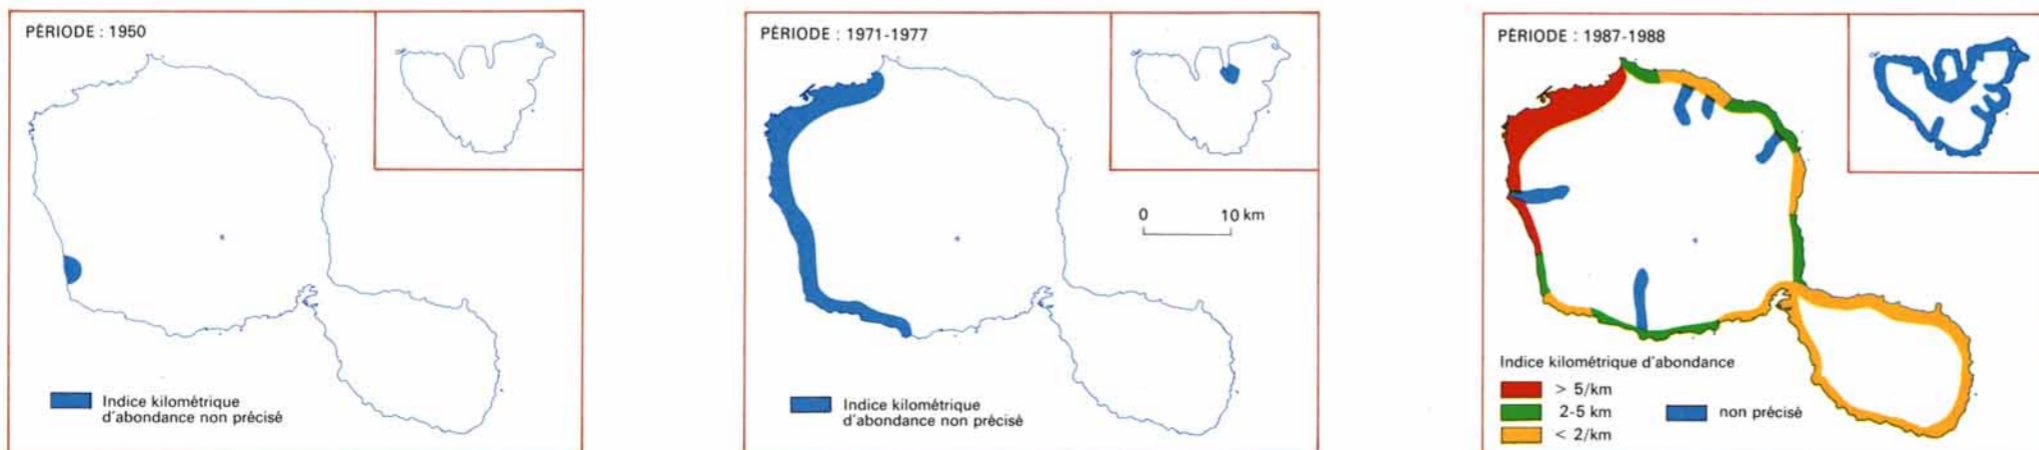 PÉRIODE : 1950
Indice kilométrique
d'abondance non précisé
PÉRIODE : 1971-1977
0 10 km
Indice kilométrique
d'abondance non précisé
PÉRIODE : 1987-1988
Indice kilométrique d'abondance
> 5/km
2-5 km
non précisé
< 2/km